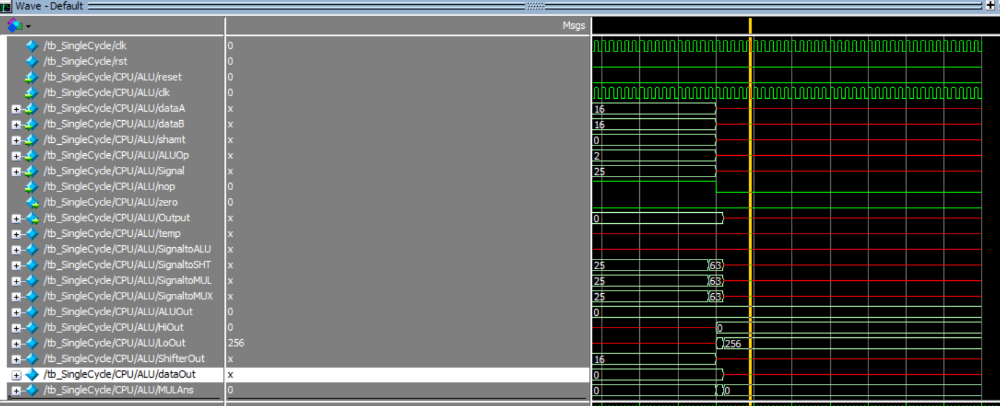 Wave - Default
Msgs
/tb_SingleCycle/clk 0
/tb_SingleCycle/rst 0
/tb_SingleCycle/CPU/ALU/reset 0
/tb_SingleCycle/CPU/ALU/clk 0
/tb_SingleCycle/CPU/ALU/dataA x 16
/tb_SingleCycle/CPU/ALU/dataB x 16
/tb_SingleCycle/CPU/ALU/shamt x 0
/tb_SingleCycle/CPU/ALU/ALUOp x 2
/tb_SingleCycle/CPU/ALU/Signal x 25
/tb_SingleCycle/CPU/ALU/nop 0
/tb_SingleCycle/CPU/ALU/zero 0
/tb_SingleCycle/CPU/ALU/Output x 0
/tb_SingleCycle/CPU/ALU/temp x
/tb_SingleCycle/CPU/ALU/SignaltoALU x
/tb_SingleCycle/CPU/ALU/SignaltoSHT x 25 63
/tb_SingleCycle/CPU/ALU/SignaltoMUL x 25 63
/tb_SingleCycle/CPU/ALU/SignaltoMUX x 25 63
/tb_SingleCycle/CPU/ALU/ALUOut 0 0
/tb_SingleCycle/CPU/ALU/HiOut 0 0
/tb_SingleCycle/CPU/ALU/LoOut 256 256
/tb_SingleCycle/CPU/ALU/ShifterOut x 16
/tb_SingleCycle/CPU/ALU/dataOut x 0
/tb_SingleCycle/CPU/ALU/MULAns 0 0 0